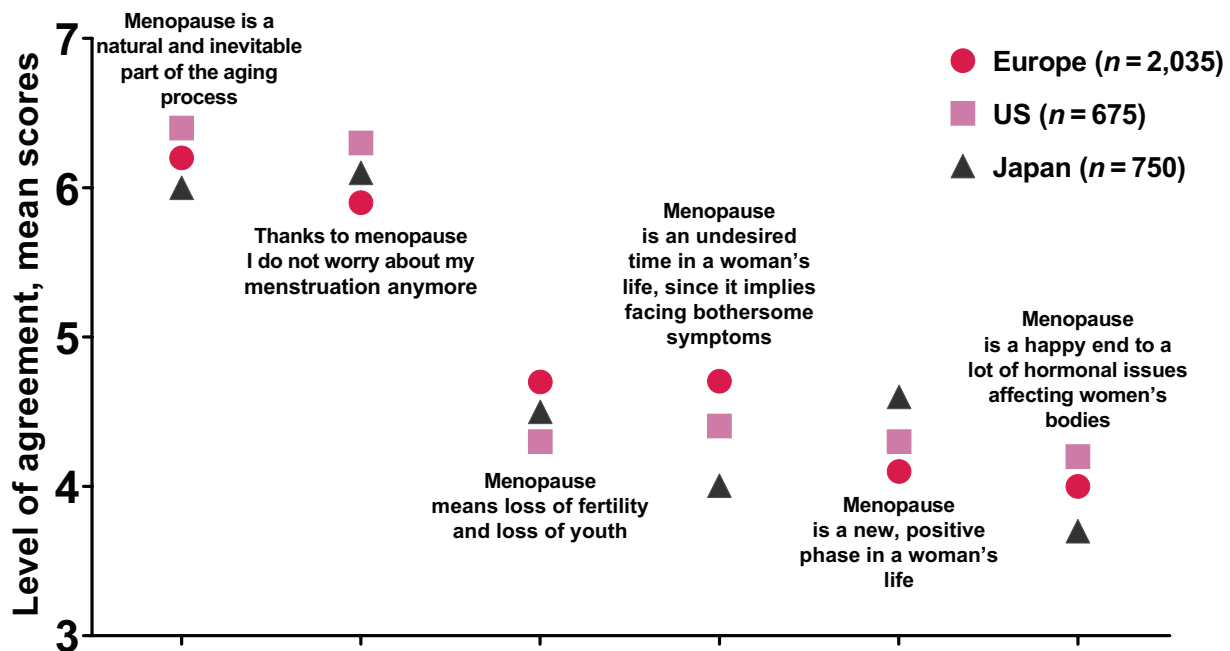 Level of agreement, mean scores
7
6
5
4
3
Menopause is a
natural and inevitable
part of the aging
process
Thanks to menopause
I do not worry about my
menstruation anymore
Menopause
means loss of fertility
and loss of youth
Menopause
is an undesired
time in a woman's
life, since it implies
facing bothersome
symptoms
Menopause
is a new, positive
phase in a woman's
life
Menopause
is a happy end to a
lot of hormonal issues
affecting women's
bodies
Europe (n = 2,035)
US (n = 675)
Japan (n = 750)